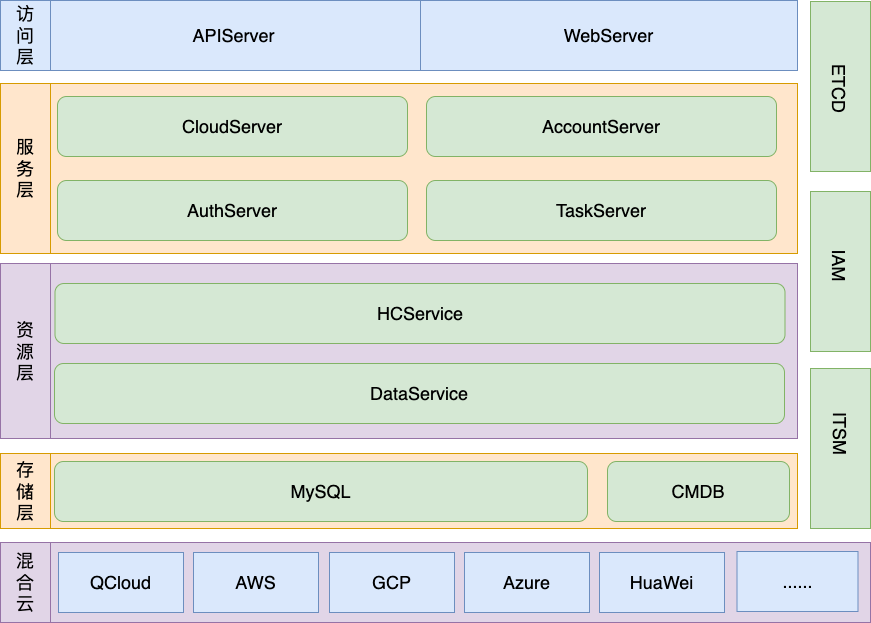 访问层
APIServer
WebServer
ETCD
服务层
CloudServer
AccountServer
AuthServer
TaskServer
IAM
资源层
HCService
DataService
ITSM
存储层
MySQL
CMDB
混合云
QCloud
AWS
GCP
Azure
HuaWei
......